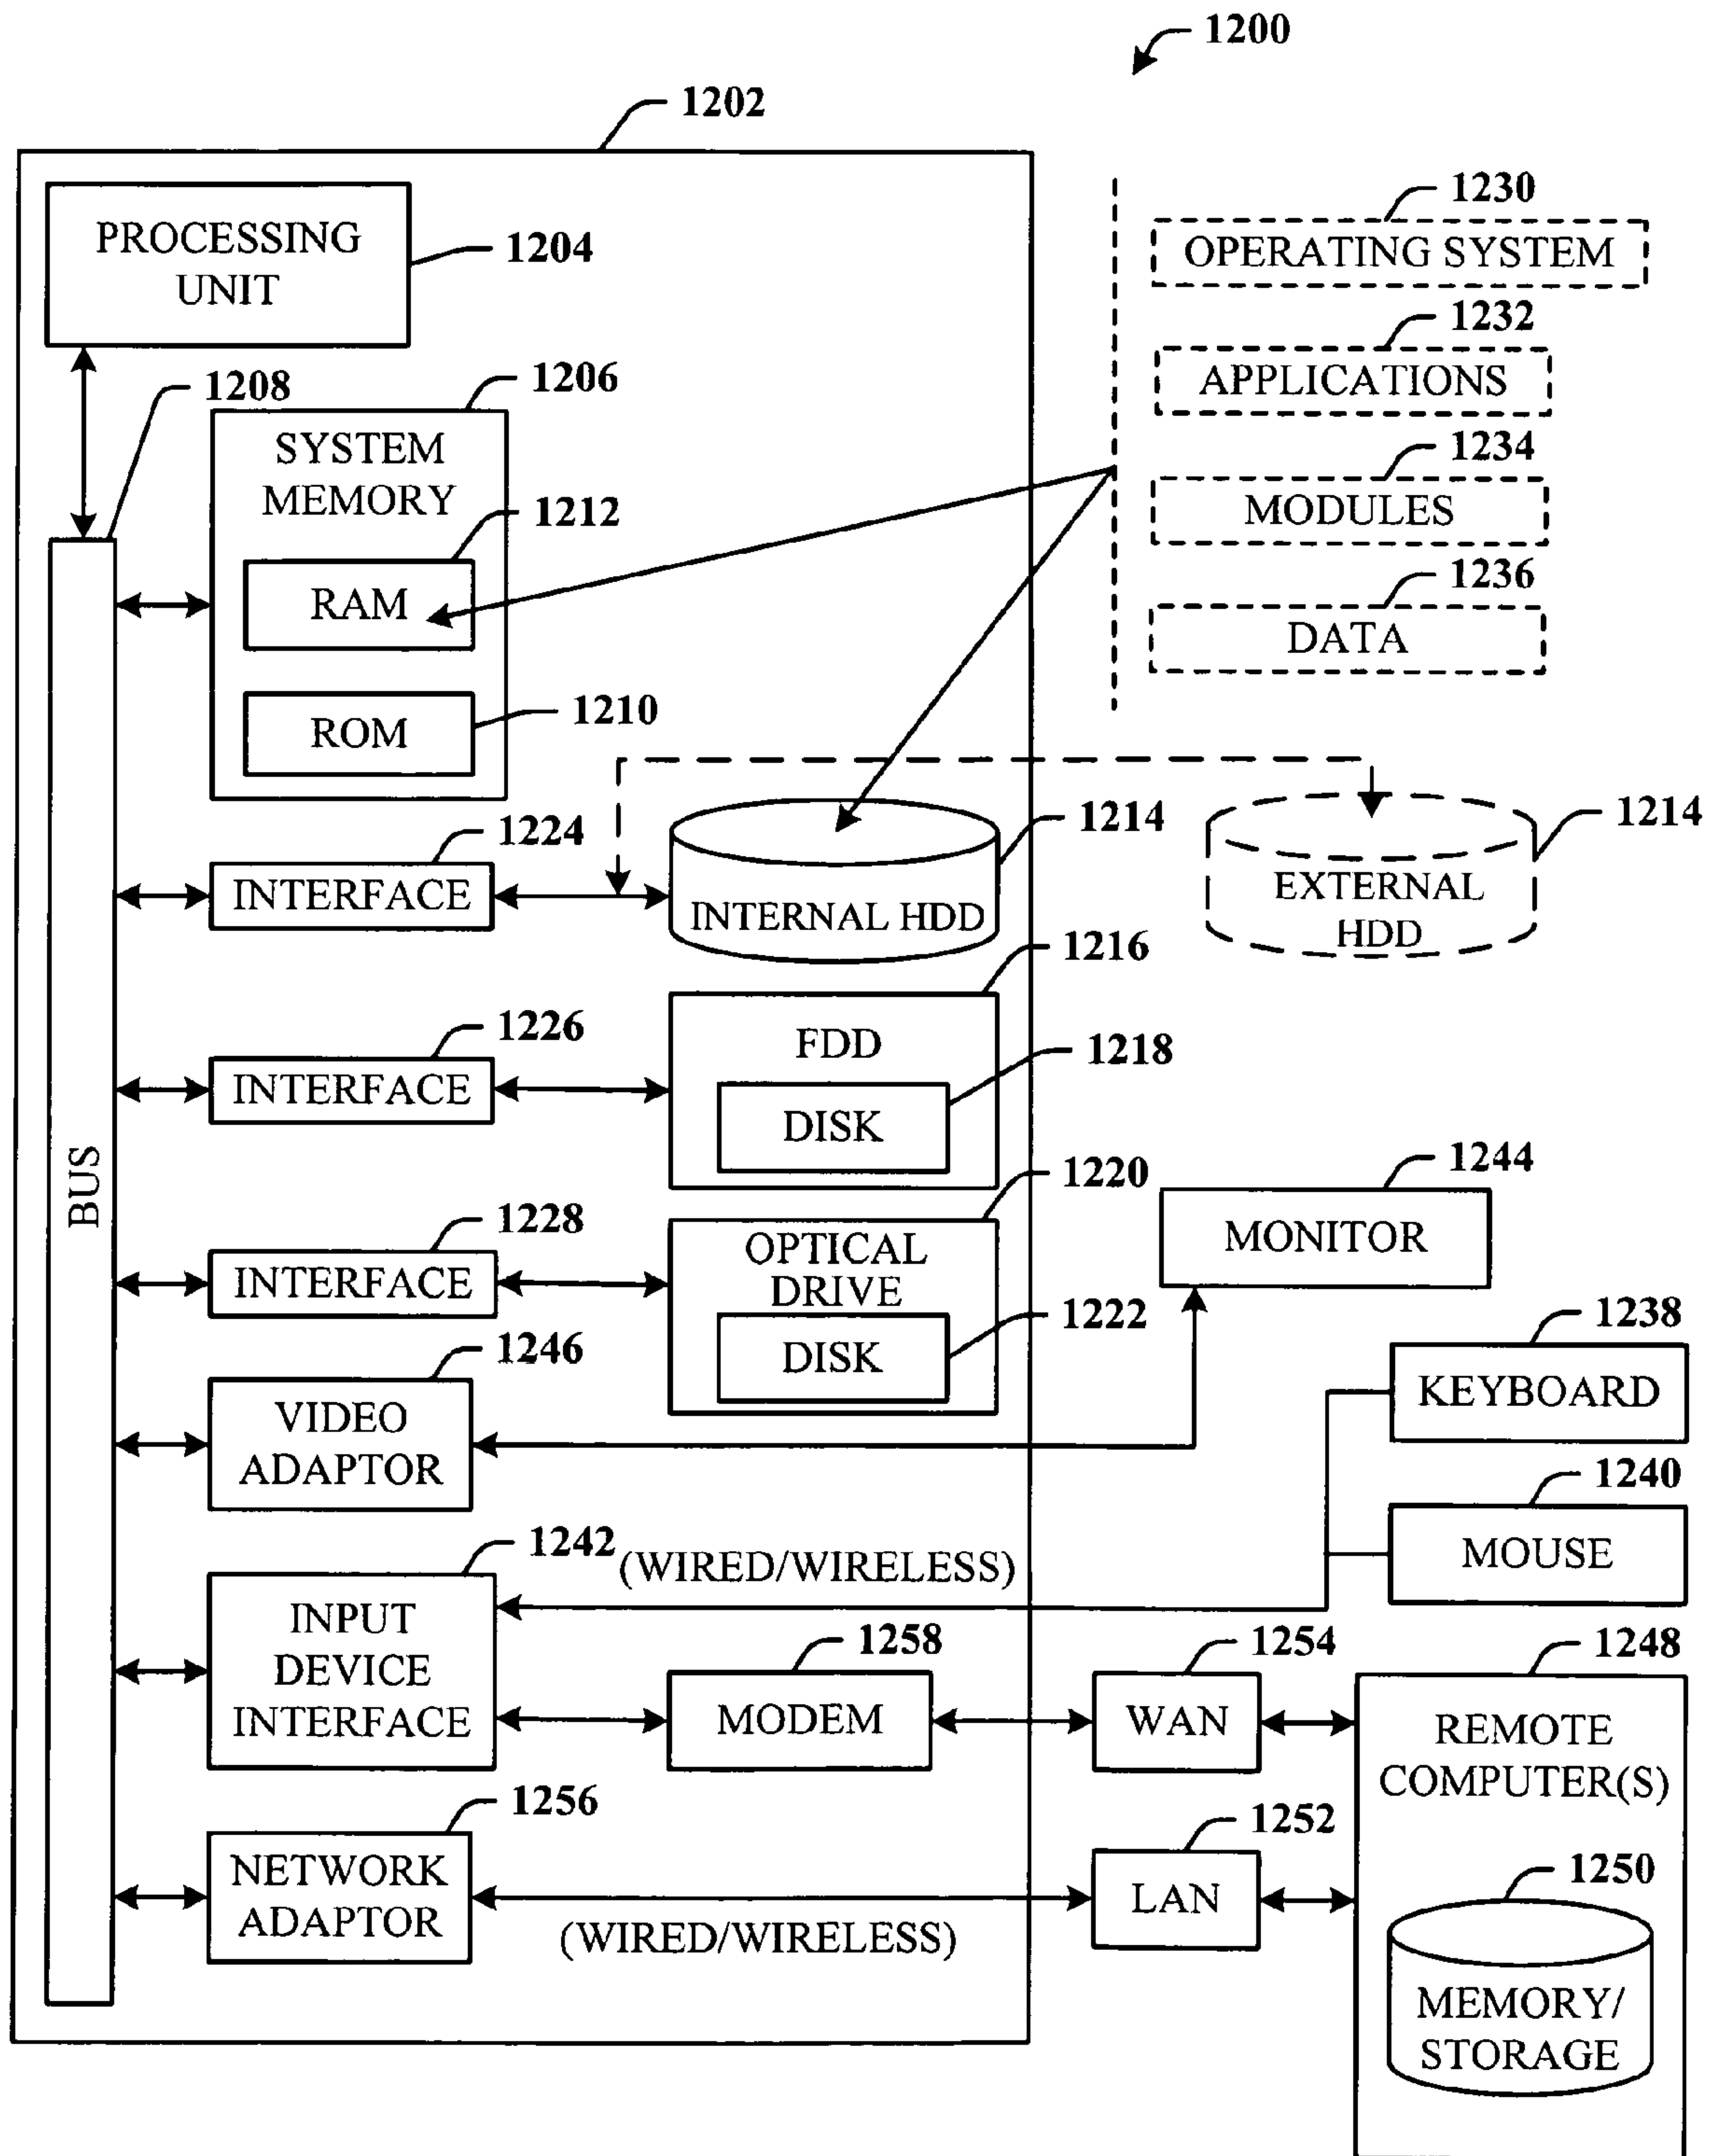 1200
1202
PROCESSING
UNIT
1204
1230
OPERATING SYSTEM
1232
APPLICATIONS
1234
MODULES
1236
DATA
1208
1206
SYSTEM
MEMORY
1212
RAM
1210
ROM
1224
INTERFACE
1214
INTERNAL HDD
1214
EXTERNAL
HDD
1216
FDD
1218
DISK
1226
INTERFACE
BUS
1220
OPTICAL
DRIVE
1222
DISK
1228
INTERFACE
1244
MONITOR
1246
VIDEO
ADAPTOR
1238
KEYBOARD
1240
MOUSE
1242
(WIRED/WIRELESS)
INPUT
DEVICE
INTERFACE
1258
MODEM
1254
WAN
1248
REMOTE
COMPUTER(S)
1256
NETWORK
ADAPTOR
(WIRED/WIRELESS)
1252
LAN
1250
MEMORY/
STORAGE